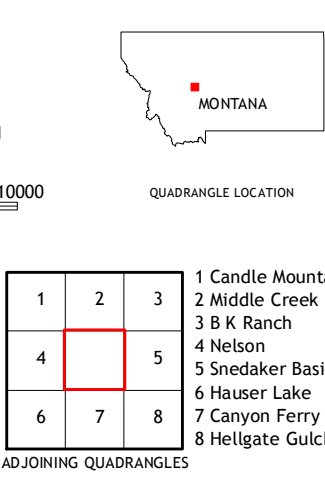 MONTANA
10000
QUADRANGLE LOCATION
1 2 3
4 5
6 7 8
ADJOINING QUADRANGLES
1 Candle Mounta
2 Middle Creek
3 B K Ranch
4 Nelson
5 Snedaker Basi
6 Hauser Lake
7 Canyon Ferry
8 Hellgate Gulch